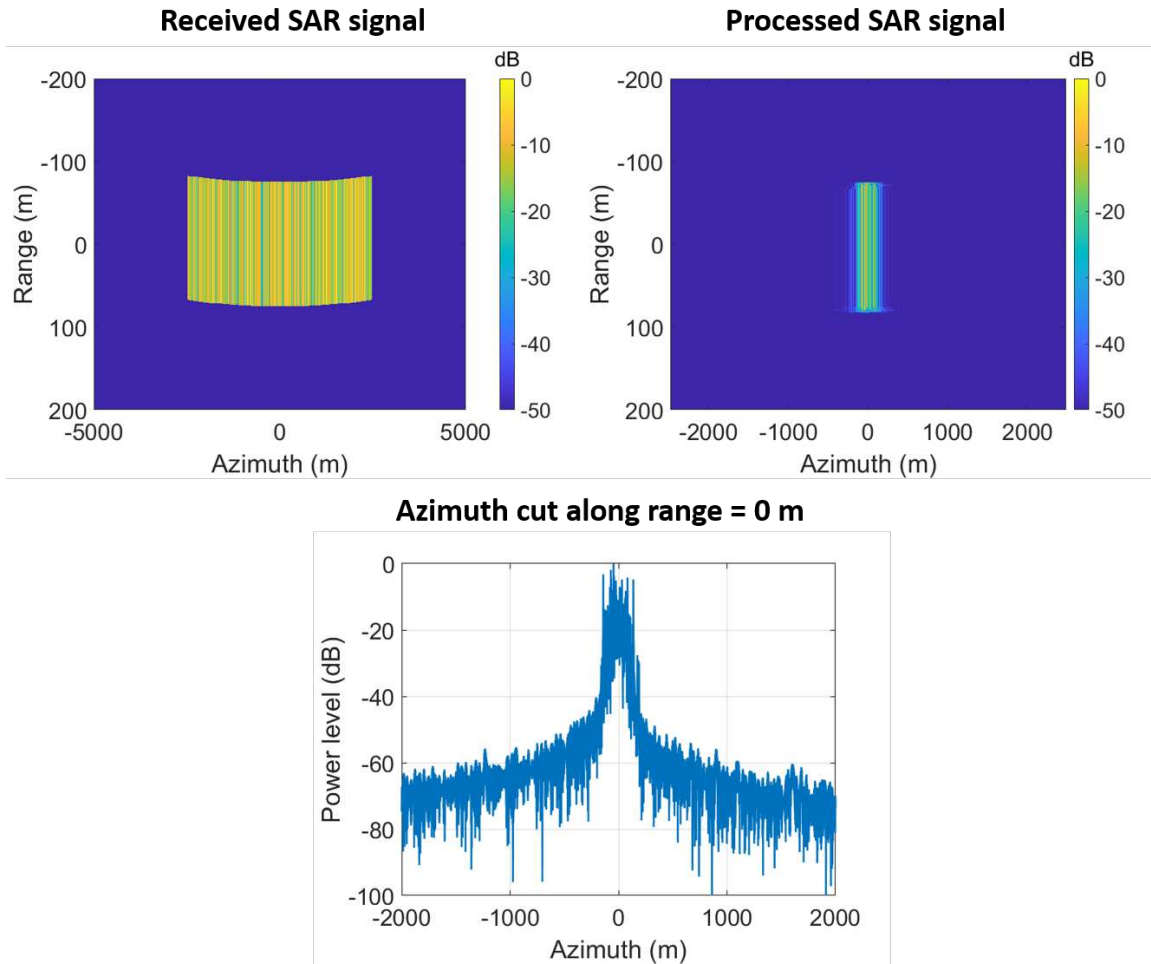 Received SAR signal
Processed SAR signal
dB
-200
-100
0
100
200
Range (m)
-5000 0 5000
Azimuth (m)
0
-10
-20
-30
-40
-50
dB
-200
-100
0
100
200
Range (m)
-2000 -1000 0 1000 2000
Azimuth (m)
0
-10
-20
-30
-40
-50
Azimuth cut along range = 0 m
0
-20
-40
-60
-80
-100
Power level (dB)
-2000 -1000 0 1000 2000
Azimuth (m)